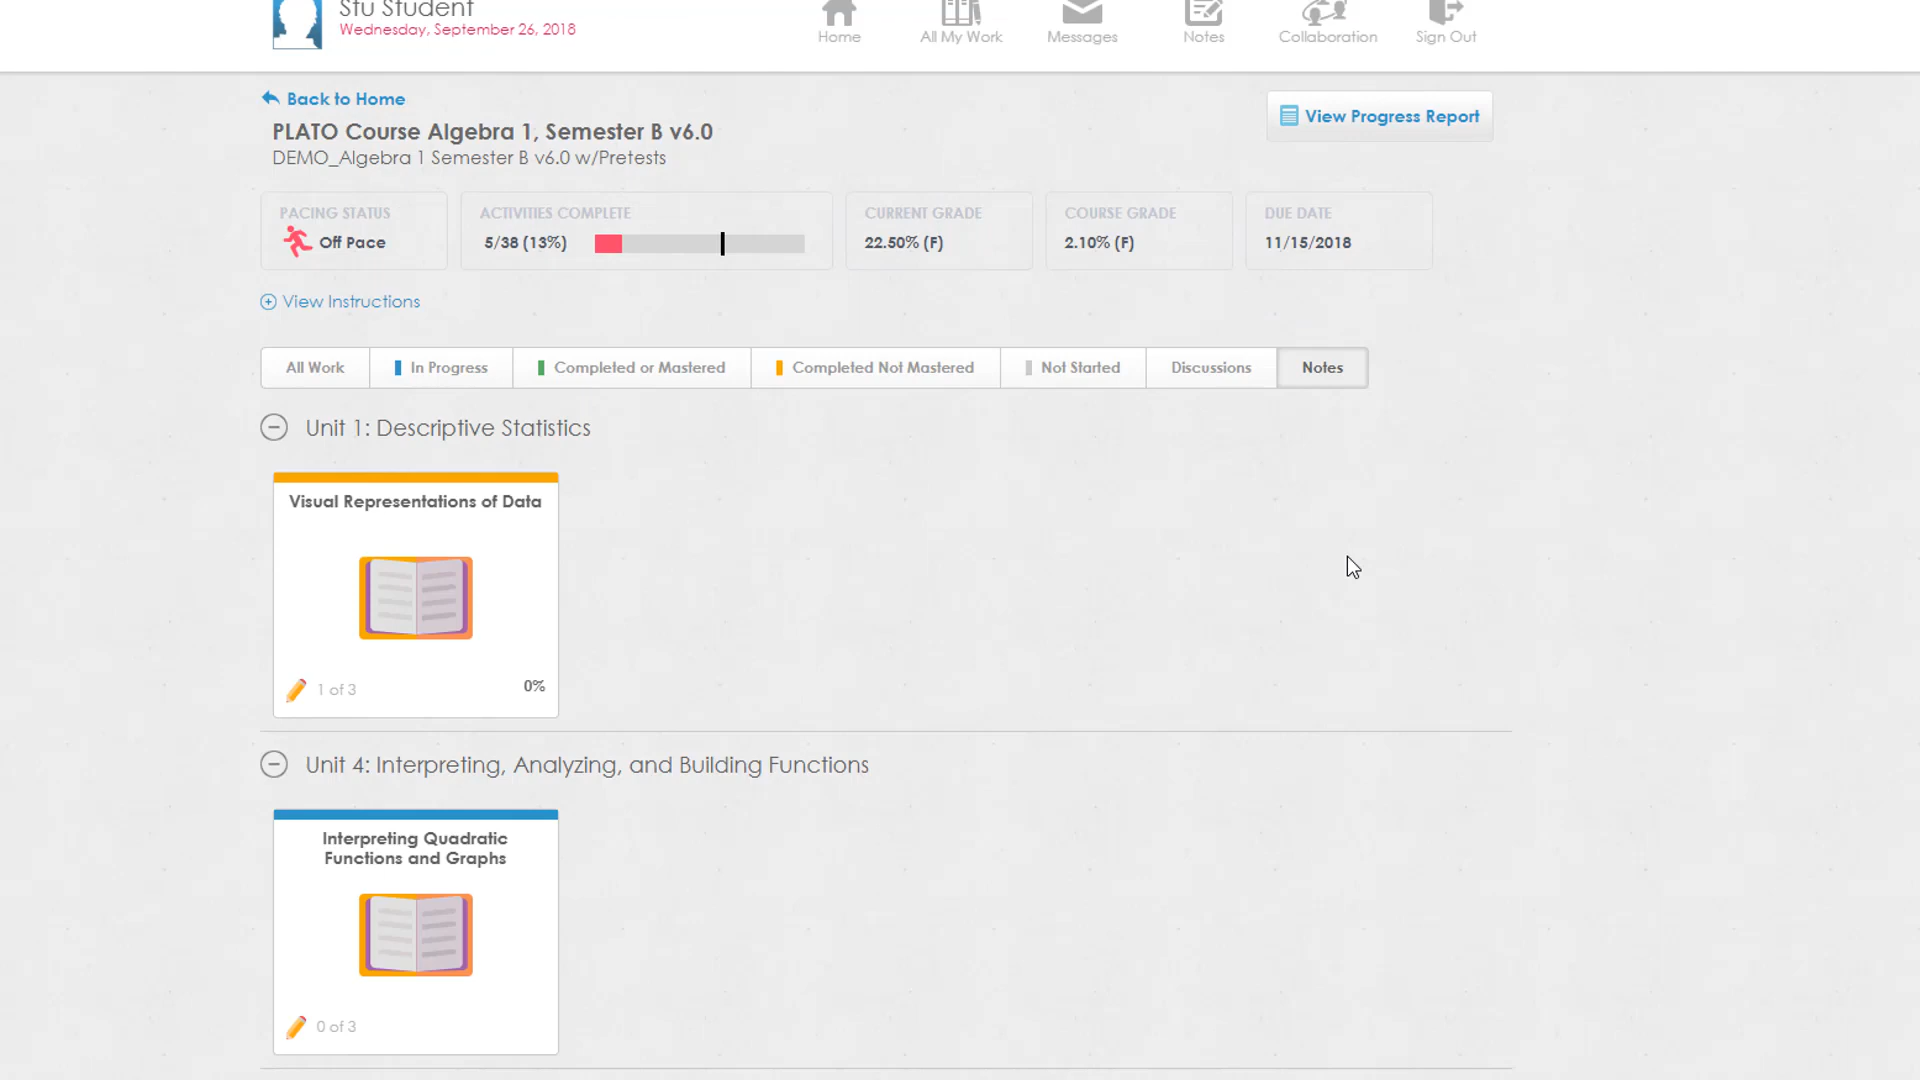 Stu Student
Wednesday, September 26, 2018
Home
All My Work
Messages
Notes
Collaboration
Sign Out
Back to Home
View Progress Report
PLATO Course Algebra 1, Semester B v6.0
DEMO_Algebra 1 Semester B v6.0 w/Pretests
PACING STATUS
Off Pace
ACTIVITIES COMPLETE
5/38 (13%)
CURRENT GRADE
22.50% (F)
COURSE GRADE
2.10% (F)
DUE DATE
11/15/2018
View Instructions
All Work
In Progress
Completed or Mastered
Completed Not Mastered
Not Started
Discussions
Notes
Unit 1: Descriptive Statistics
Visual Representations of Data
1 of 3
0%
Unit 4: Interpreting, Analyzing, and Building Functions
Interpreting Quadratic
Functions and Graphs
0 of 3